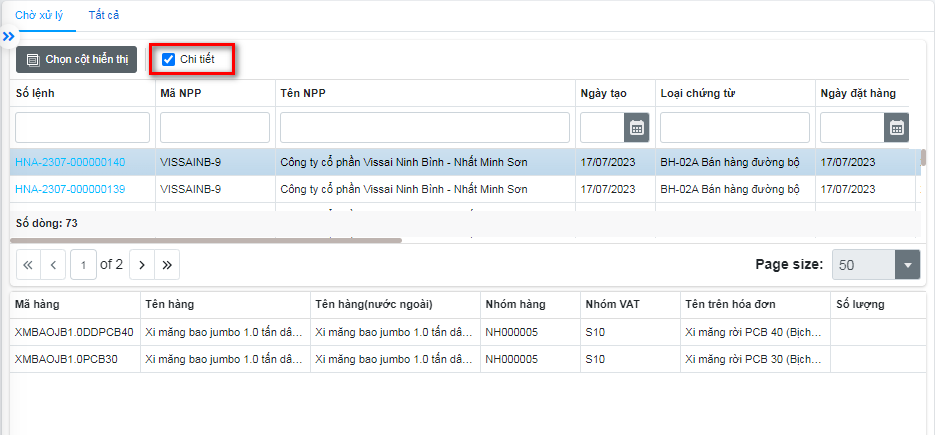 Chờ xử lý Tất cả
Chọn cột hiển thị Chi tiết
Số lệnh Mã NPP Tên NPP Ngày tạo Loại chứng từ Ngày đặt hàng
HNA-2307-000000140 VISSAINB-9 Công ty cổ phần Vissai Ninh Bình - Nhất Minh Sơn 17/07/2023 BH-02A Bán hàng đường bộ 17/07/2023
HNA-2307-000000139 VISSAINB-9 Công ty cổ phần Vissai Ninh Bình - Nhất Minh Sơn 17/07/2023 BH-02A Bán hàng đường bộ 17/07/2023
Số dòng: 73
1 of 2 Page size: 50
Mã hàng Tên hàng Tên hàng(nước ngoài) Nhóm hàng Nhóm VAT Tên trên hóa đơn Số lượng
XMBAOJB1.0DDPCB40 Xi măng bao jumbo 1.0 tấn dâ... Xi măng bao jumbo 1.0 tấn dâ... NH000005 S10 Xi măng rời PCB 40 (Bịch...
XMBAOJB1.0PCB30 Xi măng bao jumbo 1.0 tấn dâ... Xi măng bao jumbo 1.0 tấn dâ... NH000005 S10 Xi măng rời PCB 30 (Bịch...